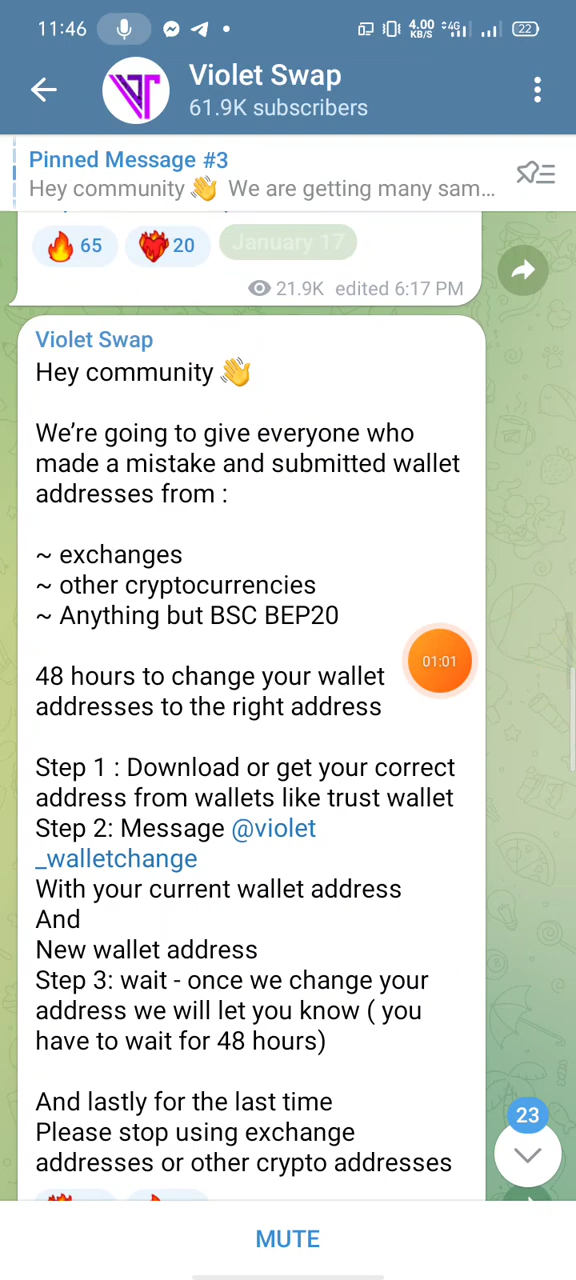 11:46
4.00 KB/S
4G
22
Violet Swap
61.9K subscribers
Pinned Message #3
Hey community 👋 We are getting many sam...
🔥 65
❤️‍🔥 20
January 17
21.9K edited 6:17 PM
Violet Swap
Hey community 👋
We’re going to give everyone who
made a mistake and submitted wallet
addresses from :
~ exchanges
~ other cryptocurrencies
~ Anything but BSC BEP20
01:01
48 hours to change your wallet
addresses to the right address
Step 1 : Download or get your correct
address from wallets like trust wallet
Step 2: Message @violet
_walletchange
With your current wallet address
And
New wallet address
Step 3: wait - once we change your
address we will let you know ( you
have to wait for 48 hours)
And lastly for the last time
Please stop using exchange
addresses or other crypto addresses
23
MUTE